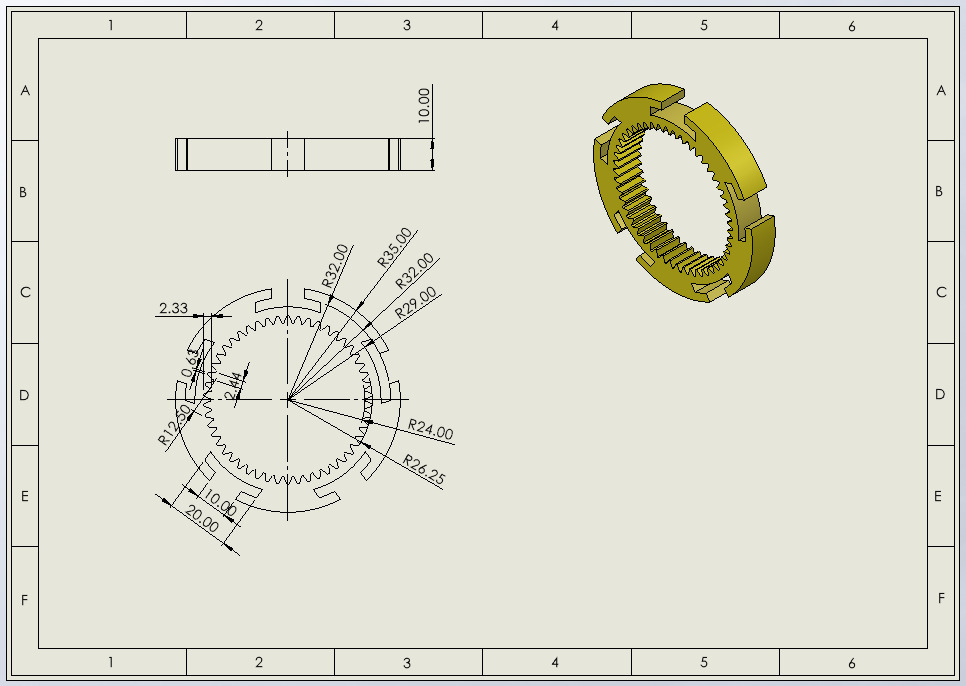 1 2 3 4 5 6
A A
10.00
B B
R32.00
R35.00
R32.00
R29.00
C C
2.33
0.63
2.44
D D
R12.50
R24.00
R26.25
10.00
20.00
E E
F F
1 2 3 4 5 6